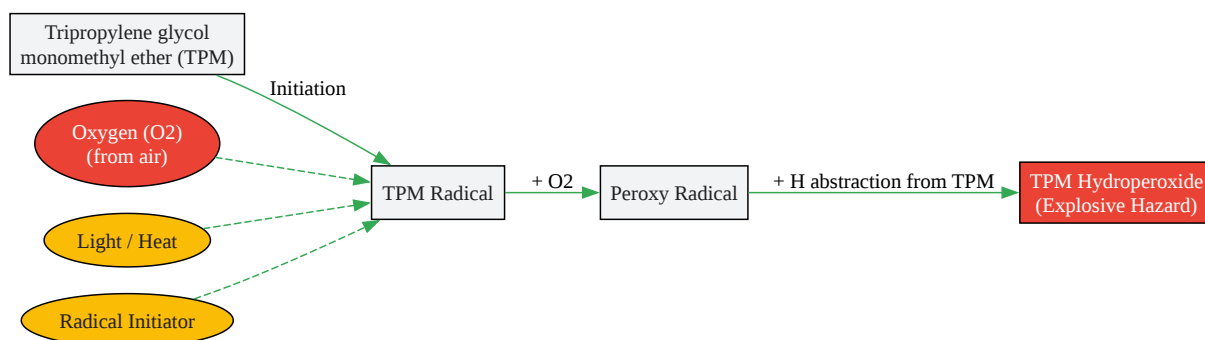 Tripropylene glycol
monomethyl ether (TPM)
Initiation
Oxygen (O2)
(from air)
Light / Heat
Radical Initiator
TPM Radical
+ O2
Peroxy Radical
+ H abstraction from TPM
TPM Hydroperoxide
(Explosive Hazard)